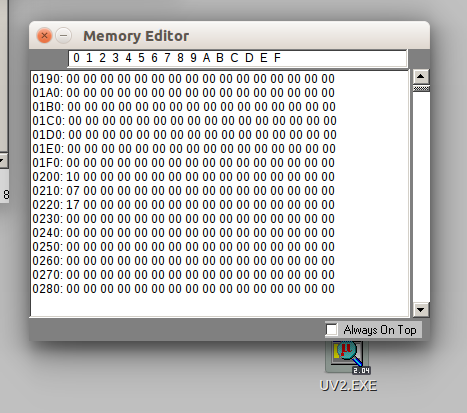 Memory Editor
0 1 2 3 4 5 6 7 8 9 A B C D E F
0190: 00 00 00 00 00 00 00 00 00 00 00 00 00 00 00 00
01A0: 00 00 00 00 00 00 00 00 00 00 00 00 00 00 00 00
01B0: 00 00 00 00 00 00 00 00 00 00 00 00 00 00 00 00
01C0: 00 00 00 00 00 00 00 00 00 00 00 00 00 00 00 00
01D0: 00 00 00 00 00 00 00 00 00 00 00 00 00 00 00 00
01E0: 00 00 00 00 00 00 00 00 00 00 00 00 00 00 00 00
01F0: 00 00 00 00 00 00 00 00 00 00 00 00 00 00 00 00
0200: 10 00 00 00 00 00 00 00 00 00 00 00 00 00 00 00
0210: 07 00 00 00 00 00 00 00 00 00 00 00 00 00 00 00
0220: 17 00 00 00 00 00 00 00 00 00 00 00 00 00 00 00
0230: 00 00 00 00 00 00 00 00 00 00 00 00 00 00 00 00
0240: 00 00 00 00 00 00 00 00 00 00 00 00 00 00 00 00
0250: 00 00 00 00 00 00 00 00 00 00 00 00 00 00 00 00
0260: 00 00 00 00 00 00 00 00 00 00 00 00 00 00 00 00
0270: 00 00 00 00 00 00 00 00 00 00 00 00 00 00 00 00
0280: 00 00 00 00 00 00 00 00 00 00 00 00 00 00 00 00
8
Always On Top
2.04
UV2.EXE